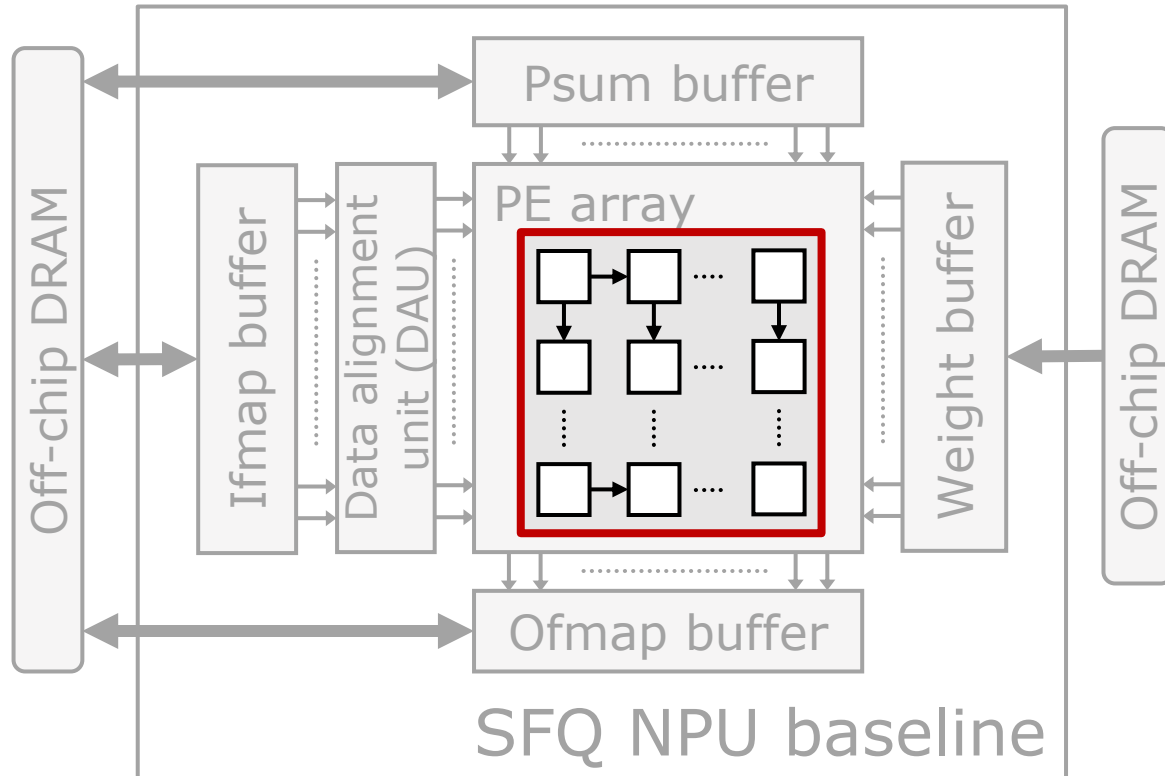 Psum buffer
Off-chip DRAM
Ifmap buffer
Data alignment
unit (DAU)
PE array
Weight buffer
Off-chip DRAM
Ofmap buffer
SFQ NPU baseline